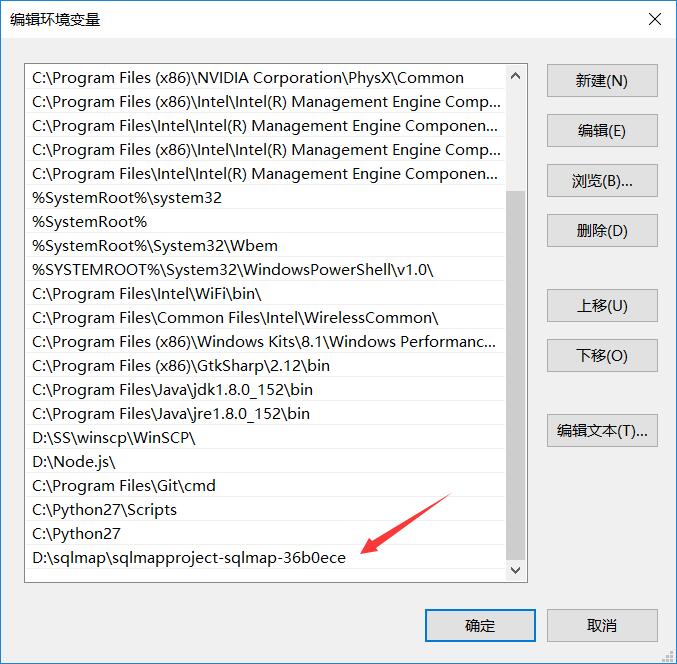 编辑环境变量
C:\Program Files (x86)\NVIDIA Corporation\PhysX\Common
C:\Program Files (x86)\Intel\Intel(R) Management Engine Comp...
C:\Program Files\Intel\Intel(R) Management Engine Componen...
C:\Program Files (x86)\Intel\Intel(R) Management Engine Comp...
C:\Program Files\Intel\Intel(R) Management Engine Componen...
%SystemRoot%\system32
%SystemRoot%
%SystemRoot%\System32\Wbem
%SYSTEMROOT%\System32\WindowsPowerShell\v1.0\
C:\Program Files\Intel\WiFi\bin\
C:\Program Files\Common Files\Intel\WirelessCommon\
C:\Program Files (x86)\Windows Kits\8.1\Windows Performanc...
C:\Program Files (x86)\GtkSharp\2.12\bin
C:\Program Files\Java\jdk1.8.0_152\bin
C:\Program Files\Java\jre1.8.0_152\bin
D:\SS\winscp\WinSCP\
D:\Node.js\
C:\Program Files\Git\cmd
C:\Python27\Scripts
C:\Python27
D:\sqlmap\sqlmapproject-sqlmap-36b0ece
新建(N)
编辑(E)
浏览(B)...
删除(D)
上移(U)
下移(O)
编辑文本(T)...
确定
取消